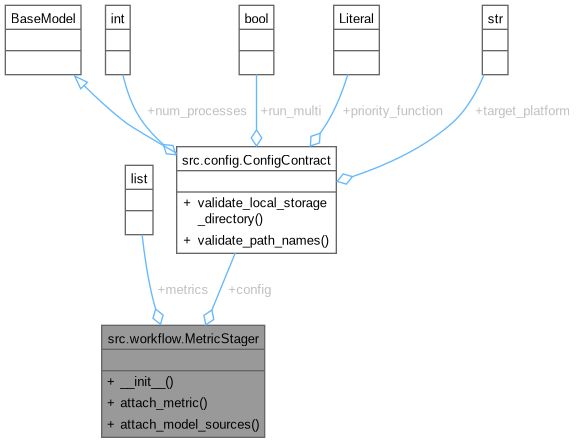 BaseModel
int
bool
Literal
str
+num_processes
+run_multi
+priority_function
+target_platform
src.config.ConfigContract
+ validate_local_storage
_directory()
+ validate_path_names()
list
+metrics
+config
src.workflow.MetricStager
+ __init__()
+ attach_metric()
+ attach_model_sources()